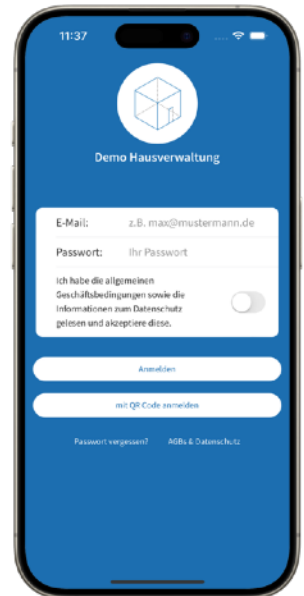 11:37
Demo Hausverwaltung
E-Mail: z.B. max@mustermann.de
Passwort: Ihr Passwort
Ich habe die allgemeinen
Geschäftsbedingungen sowie die
Informationen zum Datenschutz
gelesen und akzeptiere diese.
Anmelden
mit QR Code anmelden
Passwort vergessen? AGBs & Datenschutz